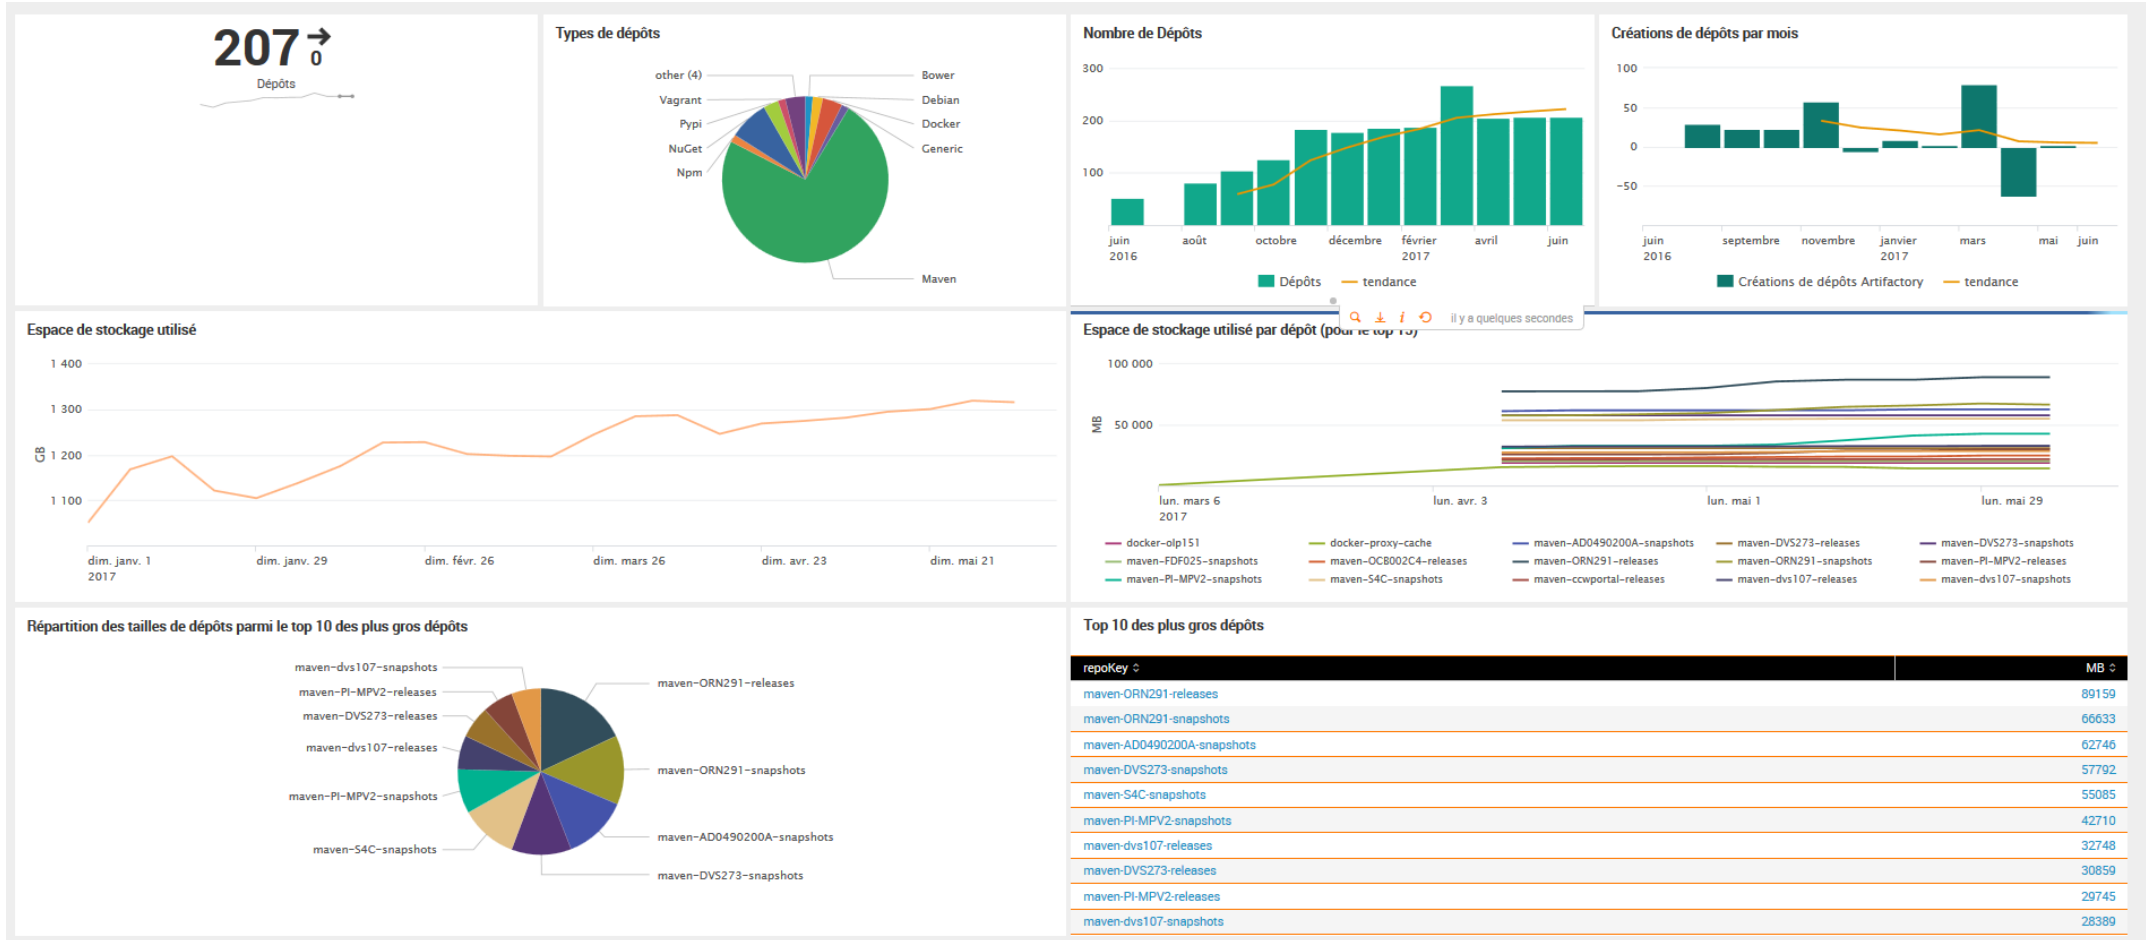 207
0
Dépôts
Types de dépôts
other (4)
Vagrant
Pypi
NuGet
Npm
Bower
Debian
Docker
Generic
Maven
Nombre de Dépôts
300
200
100
juin
2016
août
octobre
décembre
février
2017
avril
juin
Dépôts
tendance
Créations de dépôts par mois
100
50
0
−50
juin
2016
septembre
novembre
janvier
2017
mars
mai
juin
Créations de dépôts Artifactory
tendance
i
il y a quelques secondes
Espace de stockage utilisé
1 400
1 300
1 200
1 100
GB
dim. janv. 1
2017
dim. janv. 29
dim. févr. 26
dim. mars 26
dim. avr. 23
dim. mai 21
Espace de stockage utilisé par dépôt (pour le top 15)
100 000
50 000
MB
lun. mars 6
2017
lun. avr. 3
lun. mai 1
lun. mai 29
docker-olp151
docker-proxy-cache
maven-AD0490200A-snapshots
maven-DVS273-releases
maven-DVS273-snapshots
maven-FDF025-snapshots
maven-OCB002C4-releases
maven-ORN291-releases
maven-ORN291-snapshots
maven-PI-MPV2-releases
maven-PI-MPV2-snapshots
maven-S4C-snapshots
maven-ccwportal-releases
maven-dvs107-releases
maven-dvs107-snapshots
Répartition des tailles de dépôts parmi le top 10 des plus gros dépôts
maven-dvs107-snapshots
maven-PI-MPV2-releases
maven-DVS273-releases
maven-dvs107-releases
maven-PI-MPV2-snapshots
maven-S4C-snapshots
maven-ORN291-releases
maven-ORN291-snapshots
maven-AD0490200A-snapshots
maven-DVS273-snapshots
Top 10 des plus gros dépôts
repoKey MB
maven-ORN291-releases 89159
maven-ORN291-snapshots 66633
maven-AD0490200A-snapshots 62746
maven-DVS273-snapshots 57792
maven-S4C-snapshots 55085
maven-PI-MPV2-snapshots 42710
maven-dvs107-releases 32748
maven-DVS273-releases 30859
maven-PI-MPV2-releases 29745
maven-dvs107-snapshots 28389